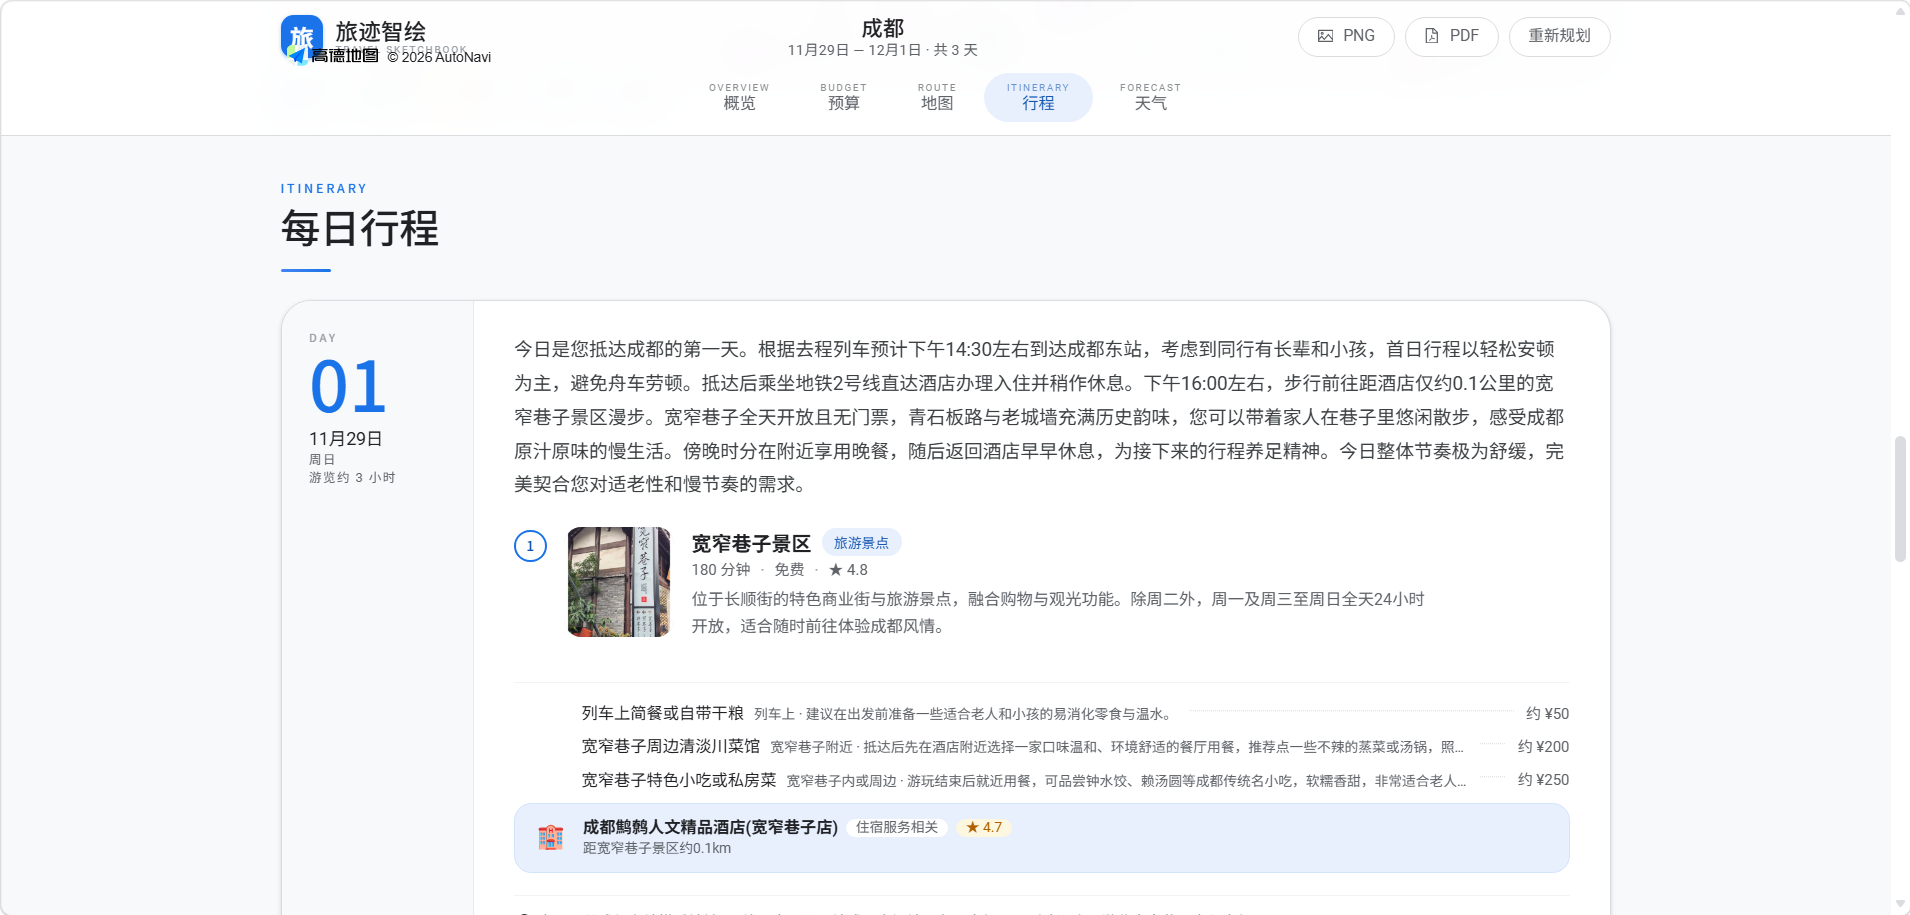 旅
旅迹智绘
TRAVEL SKETCHBOOK
高德地图 © 2026 AutoNavi
成都
11月29日 — 12月1日 · 共 3 天
PNG
PDF
重新规划
OVERVIEW
概览
BUDGET
预算
ROUTE
地图
ITINERARY
行程
FORECAST
天气
ITINERARY
每日行程
DAY
01
11月29日
周日
游览约 3 小时
今日是您抵达成都的第一天。根据去程列车预计下午14:30左右到达成都东站，考虑到同行有长辈和小孩，首日行程以轻松安顿
为主，避免舟车劳顿。抵达后乘坐地铁2号线直达酒店办理入住并稍作休息。下午16:00左右，步行前往距酒店仅约0.1公里的宽
窄巷子景区漫步。宽窄巷子全天开放且无门票，青石板路与老城墙充满历史韵味，您可以带着家人在巷子里悠闲散步，感受成都
原汁原味的慢生活。傍晚时分在附近享用晚餐，随后返回酒店早早休息，为接下来的行程养足精神。今日整体节奏极为舒缓，完
美契合您对适老性和慢节奏的需求。
1
宽窄巷子
宽窄巷子景区 旅游景点
180 分钟 · 免费 · ★ 4.8
位于长顺街的特色商业街与旅游景点，融合购物与观光功能。除周二外，周一及周三至周日全天24小时
开放，适合随时前往体验成都风情。
列车上简餐或自带干粮 列车上 · 建议在出发前准备一些适合老人和小孩的易消化零食与温水。 约 ¥50
宽窄巷子周边清淡川菜馆 宽窄巷子附近 · 抵达后先在酒店附近选择一家口味温和、环境舒适的餐厅用餐，推荐点一些不辣的蒸菜或汤锅，照... 约 ¥200
宽窄巷子特色小吃或私房菜 宽窄巷子内或周边 · 游玩结束后就近用餐，可品尝钟水饺、赖汤圆等成都传统名小吃，软糯香甜，非常适合老人... 约 ¥250
成都鹪鹩人文精品酒店(宽窄巷子店) 住宿服务相关 ★ 4.7
距宽窄巷子景区约0.1km